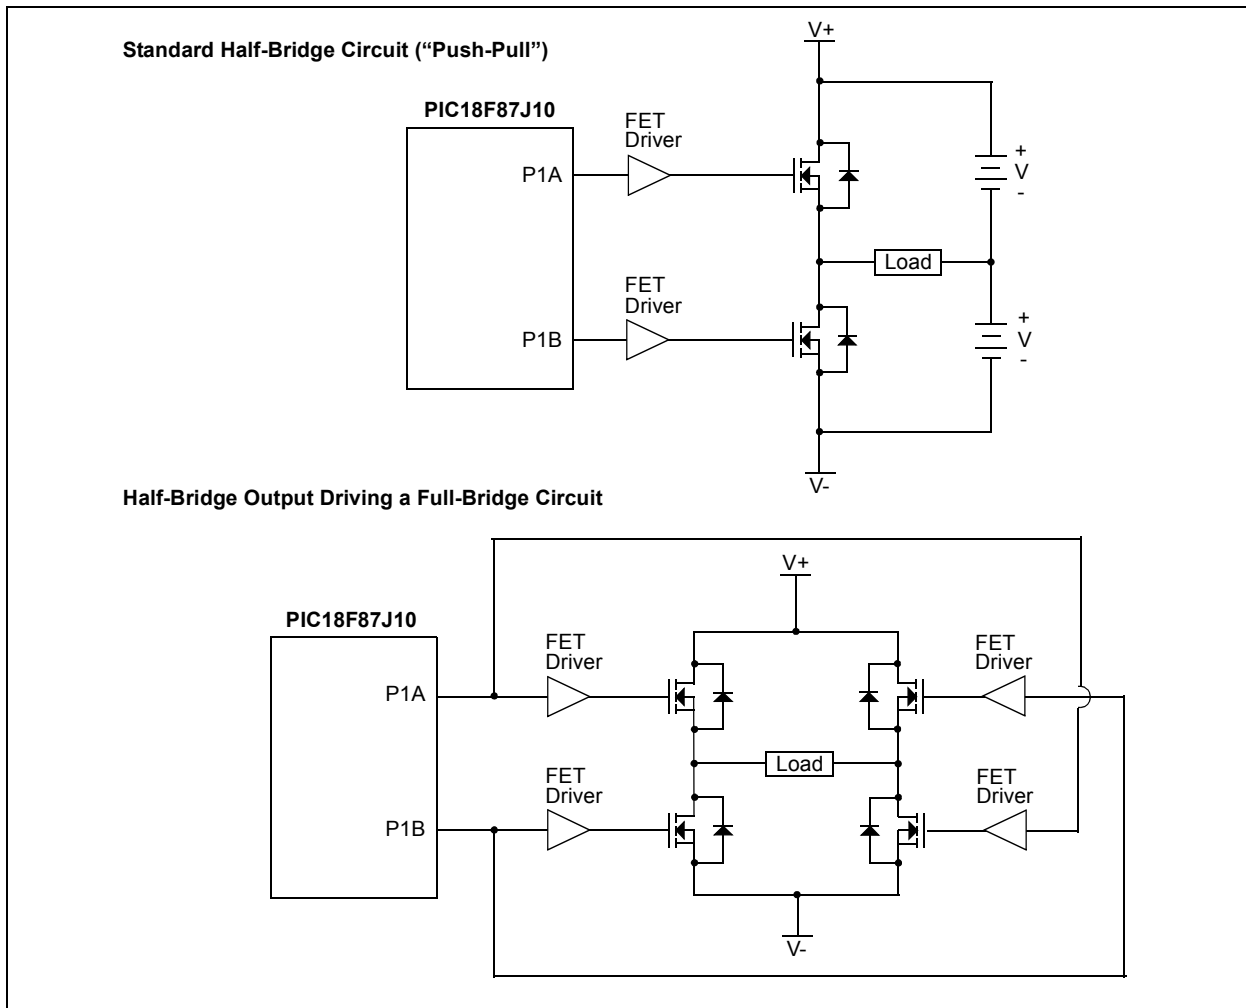 Standard Half-Bridge Circuit (“Push-Pull”)
V+
PIC18F87J10
FET
Driver
P1A
+
V
-
Load
FET
Driver
P1B
+
V
-
V-
Half-Bridge Output Driving a Full-Bridge Circuit
V+
PIC18F87J10
FET
Driver
FET
Driver
P1A
Load
FET
Driver
FET
Driver
P1B
V-